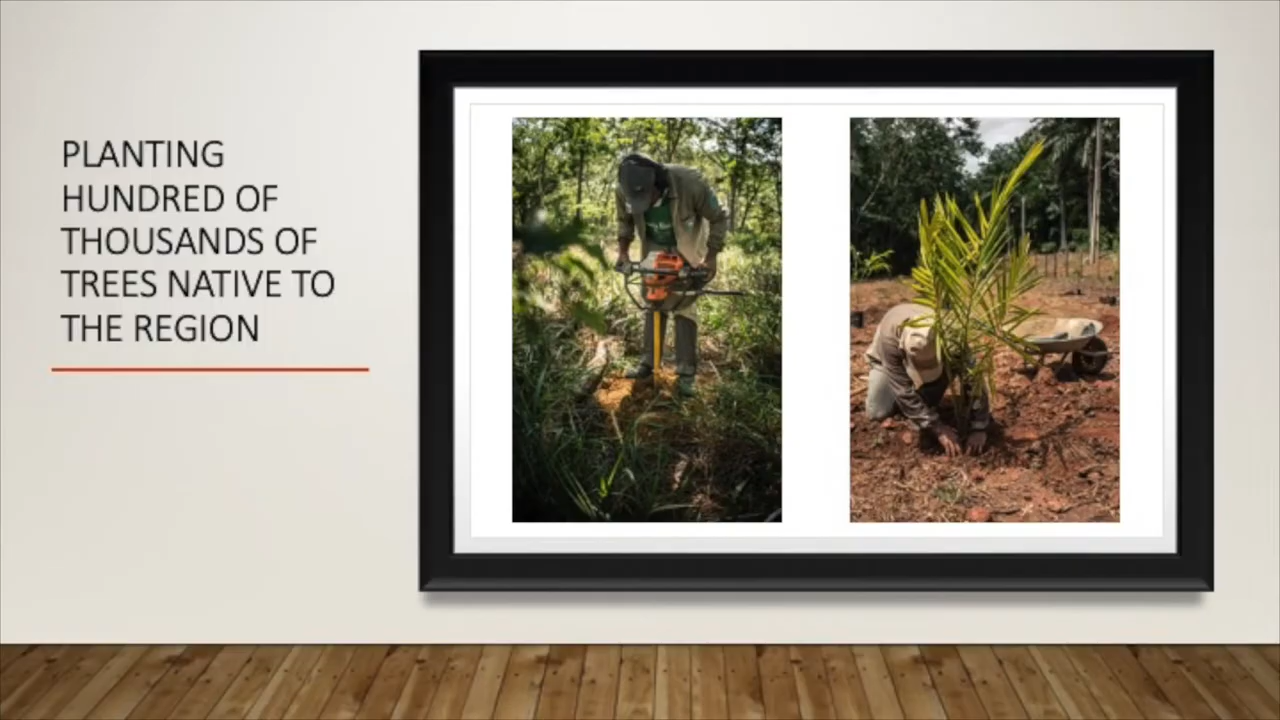 PLANTING
HUNDRED OF
THOUSANDS OF
TREES NATIVE TO
THE REGION